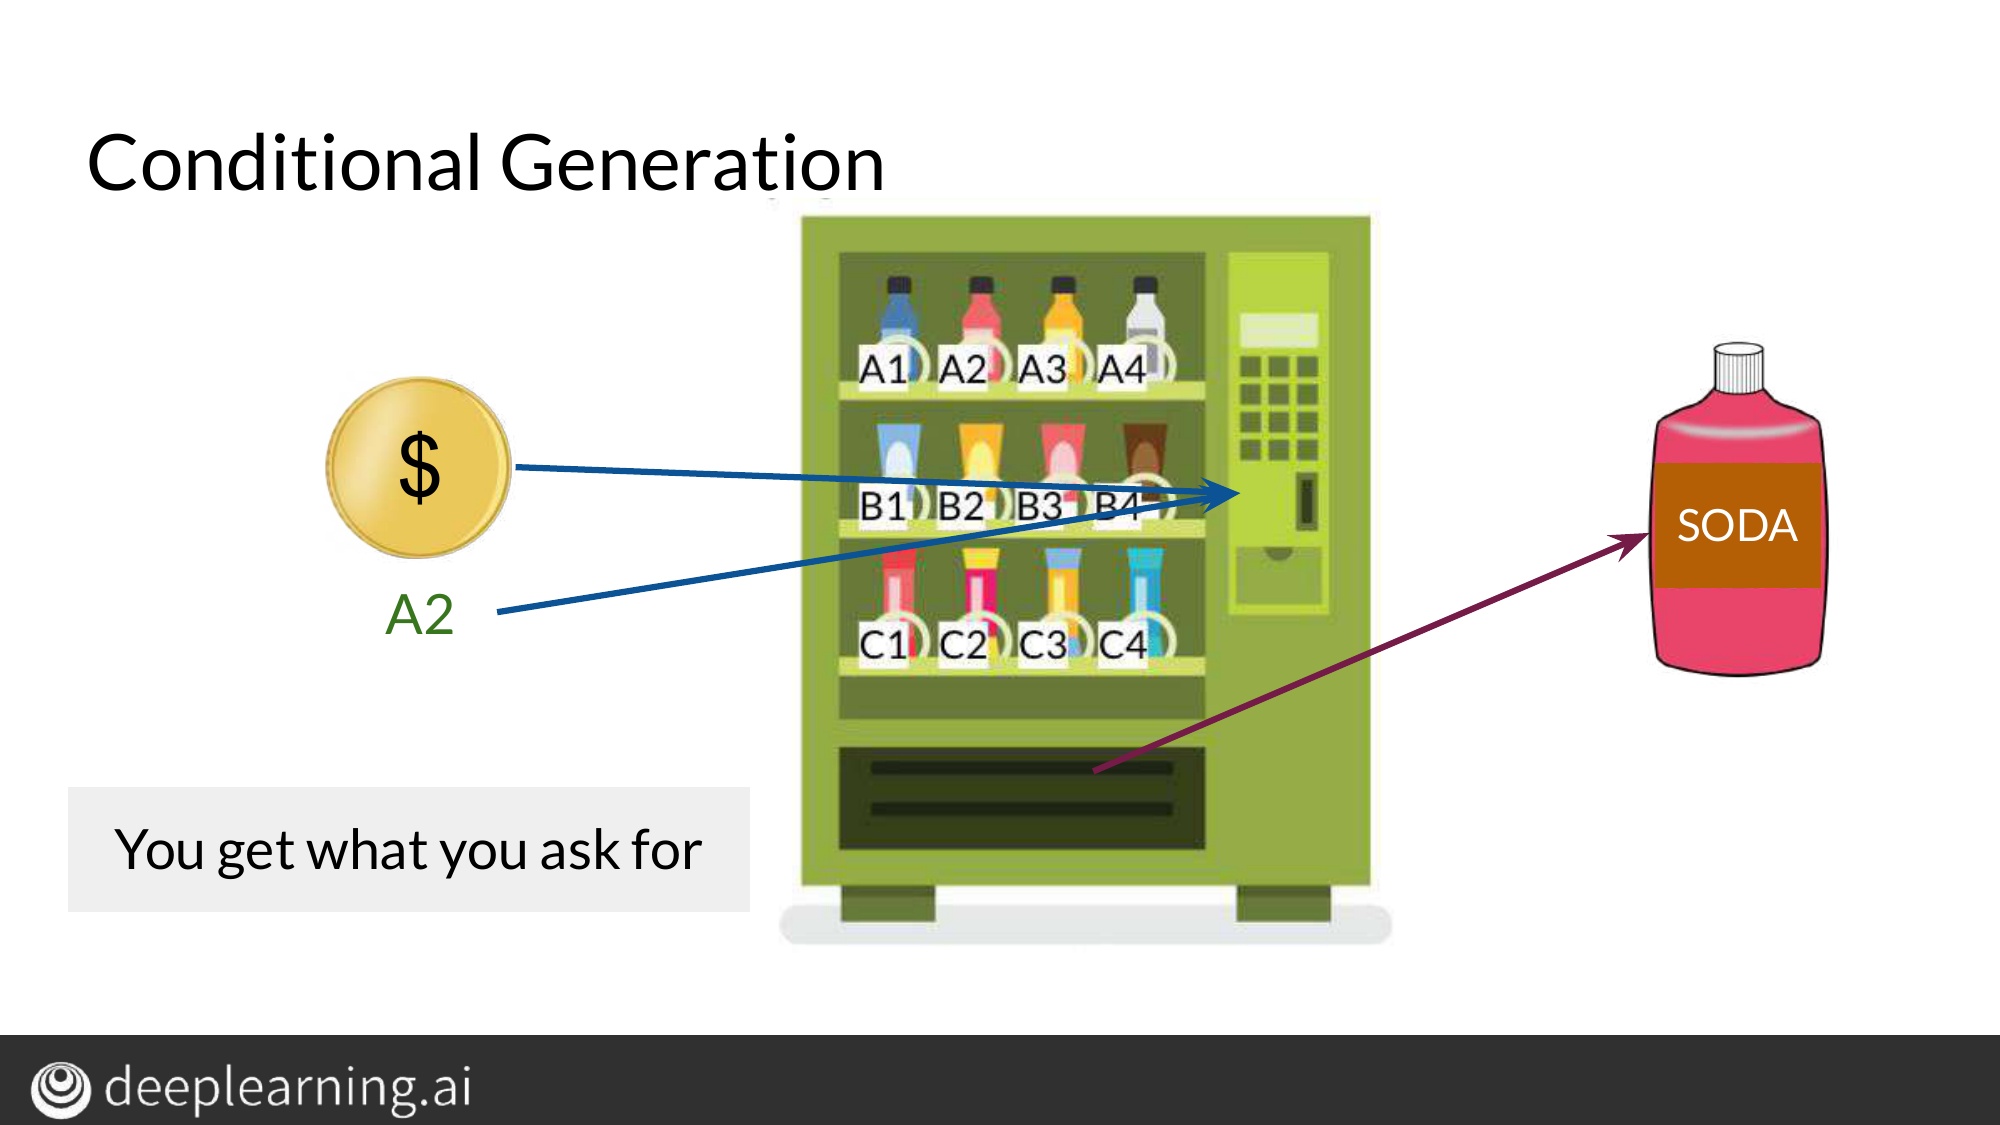 Conditional Generation
A1 A2 A3 A4
$
B1 B2 B3 B4
SODA
A2
C1 C2 C3 C4
You get what you ask for
deeplearning.ai